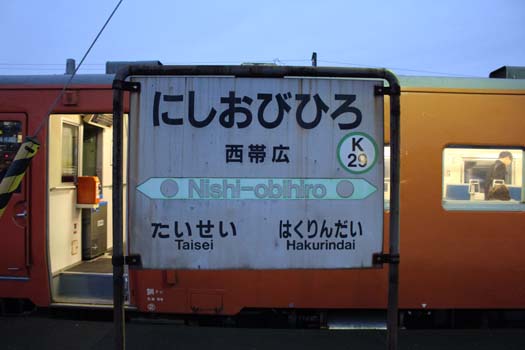 にしおびひろ
西帯広
K
29
Nishi-obihiro
たいせい はくりんだい
Taisei Hakurindai